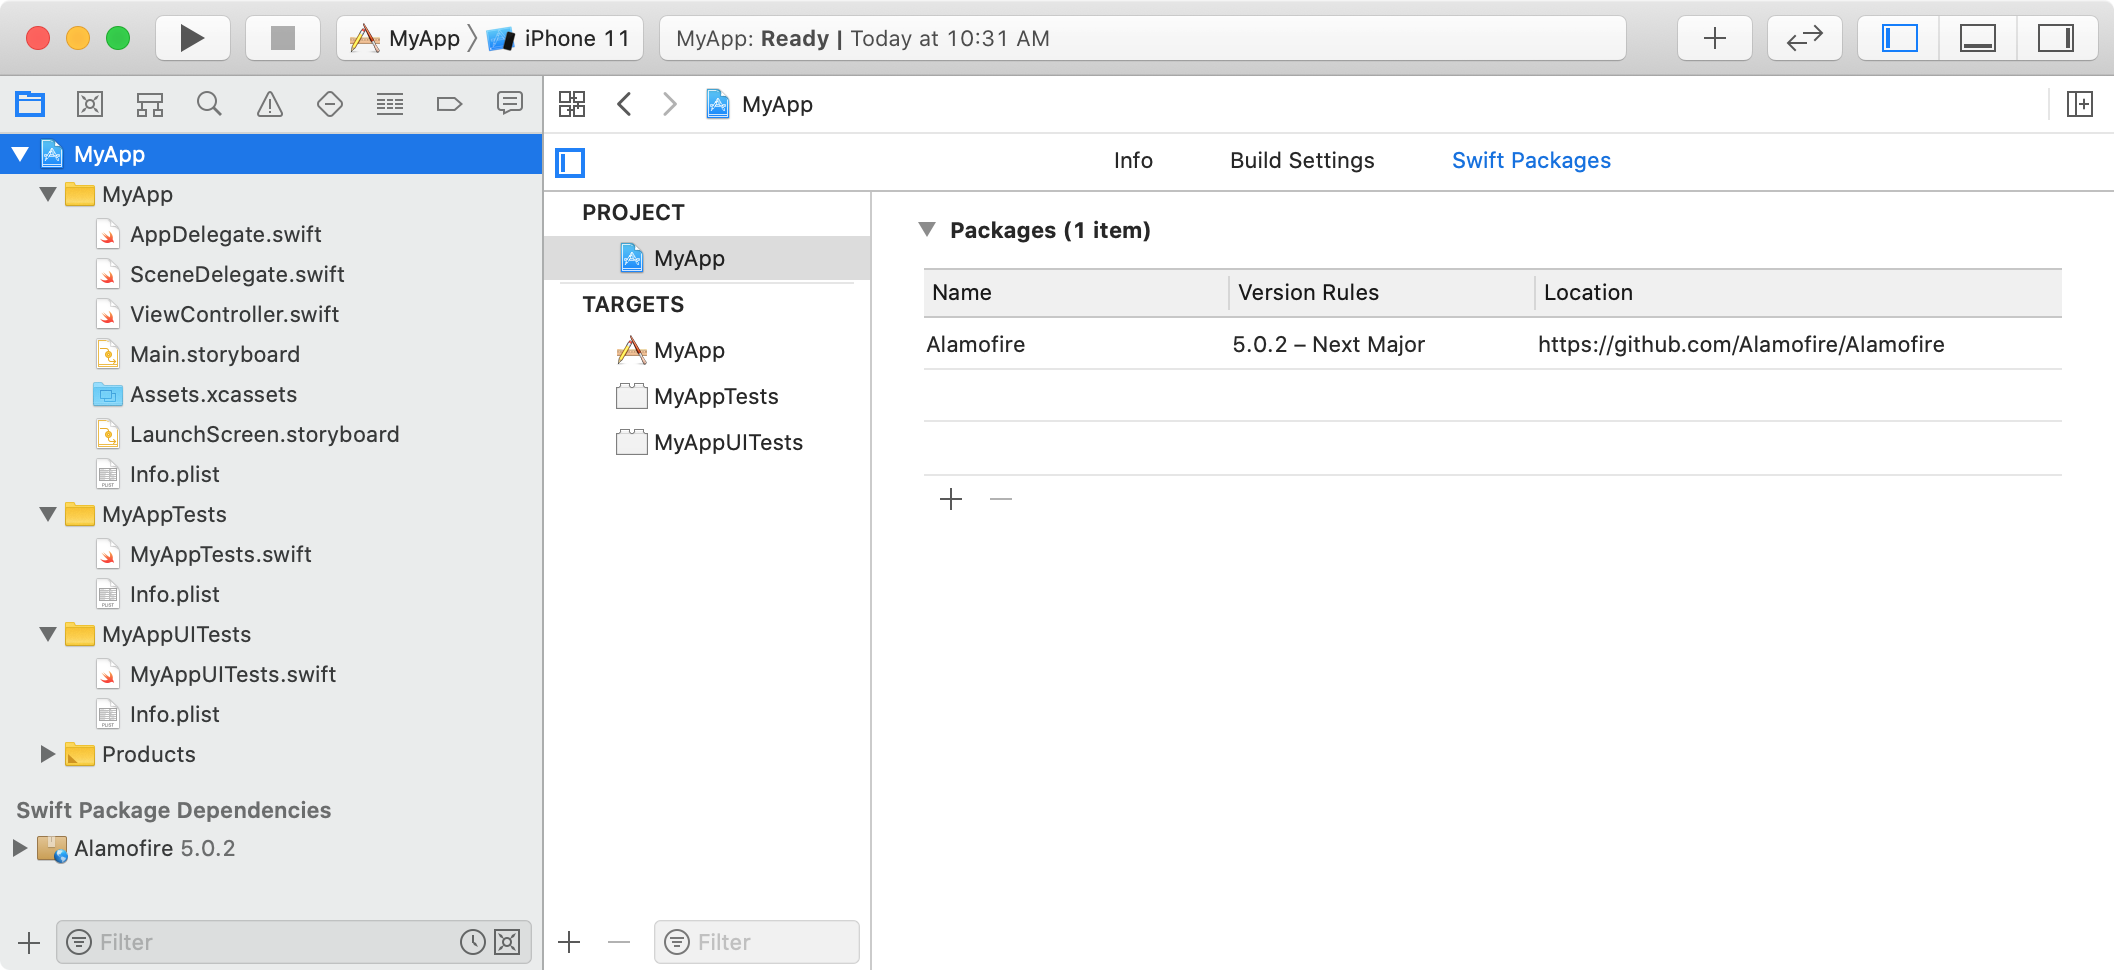 MyApp iPhone 11
MyApp: Ready | Today at 10:31 AM
MyApp
MyApp
AppDelegate.swift
SceneDelegate.swift
ViewController.swift
Main.storyboard
Assets.xcassets
LaunchScreen.storyboard
Info.plist
MyAppTests
MyAppTests.swift
Info.plist
MyAppUITests
MyAppUITests.swift
Info.plist
Products
Swift Package Dependencies
Alamofire 5.0.2
Filter
MyApp
Info Build Settings Swift Packages
PROJECT
MyApp
TARGETS
MyApp
MyAppTests
MyAppUITests
Filter
Packages (1 item)
Name Version Rules Location
Alamofire 5.0.2 – Next Major https://github.com/Alamofire/Alamofire